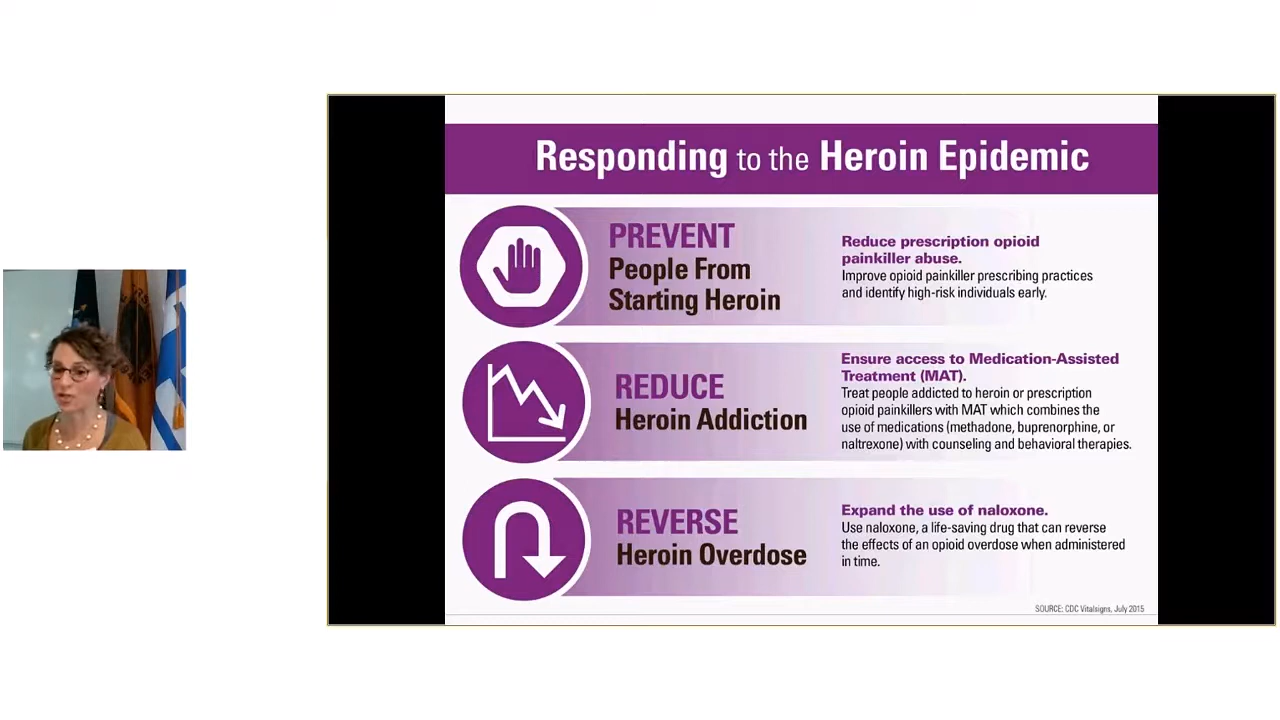 Responding to the Heroin Epidemic
PREVENT
People From
Starting Heroin
Reduce prescription opioid
painkiller abuse.
Improve opioid painkiller prescribing practices
and identify high-risk individuals early.
REDUCE
Heroin Addiction
Ensure access to Medication-Assisted
Treatment (MAT).
Treat people addicted to heroin or prescription
opioid painkillers with MAT which combines the
use of medications (methadone, buprenorphine, or
naltrexone) with counseling and behavioral therapies.
REVERSE
Heroin Overdose
Expand the use of naloxone.
Use naloxone, a life-saving drug that can reverse
the effects of an opioid overdose when administered
in time.
SOURCE: CDC Vitalsigns, July 2015